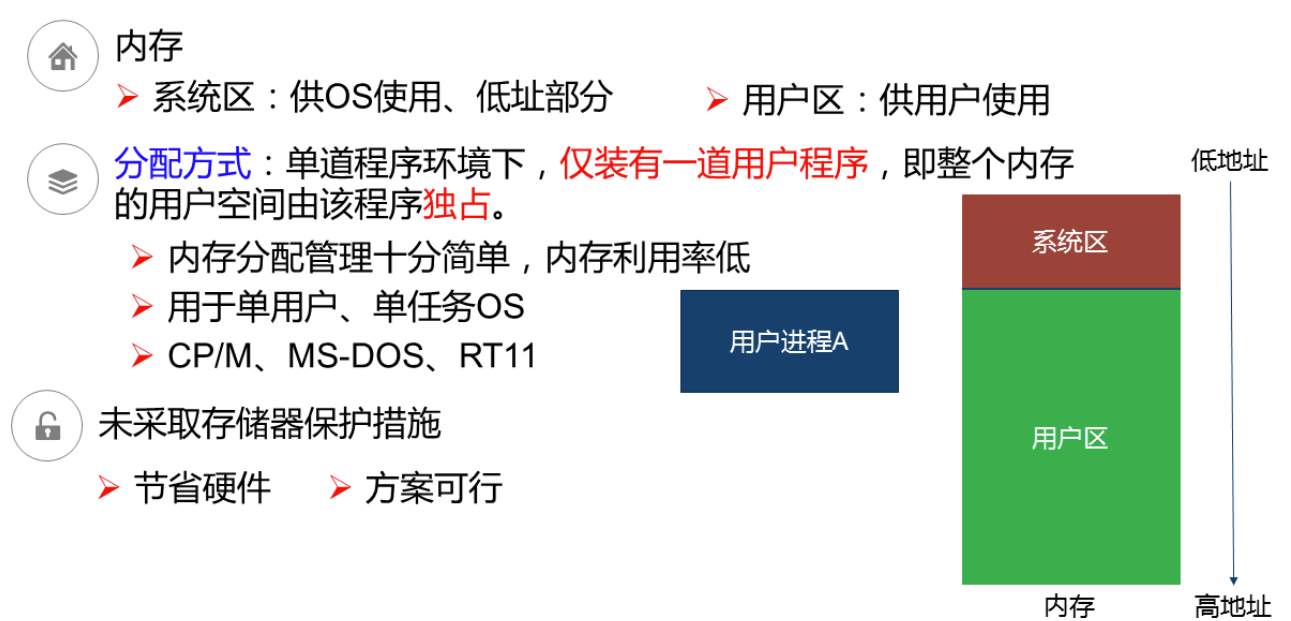 内存
系统区：供OS使用、低址部分
用户区：供用户使用
分配方式：单道程序环境下，仅装有一道用户程序，即整个内存
的用户空间由该程序独占。
内存分配管理十分简单，内存利用率低
用于单用户、单任务OS
CP/M、MS-DOS、RT11
未采取存储器保护措施
节省硬件
方案可行
用户进程A
低地址
系统区
用户区
内存
高地址